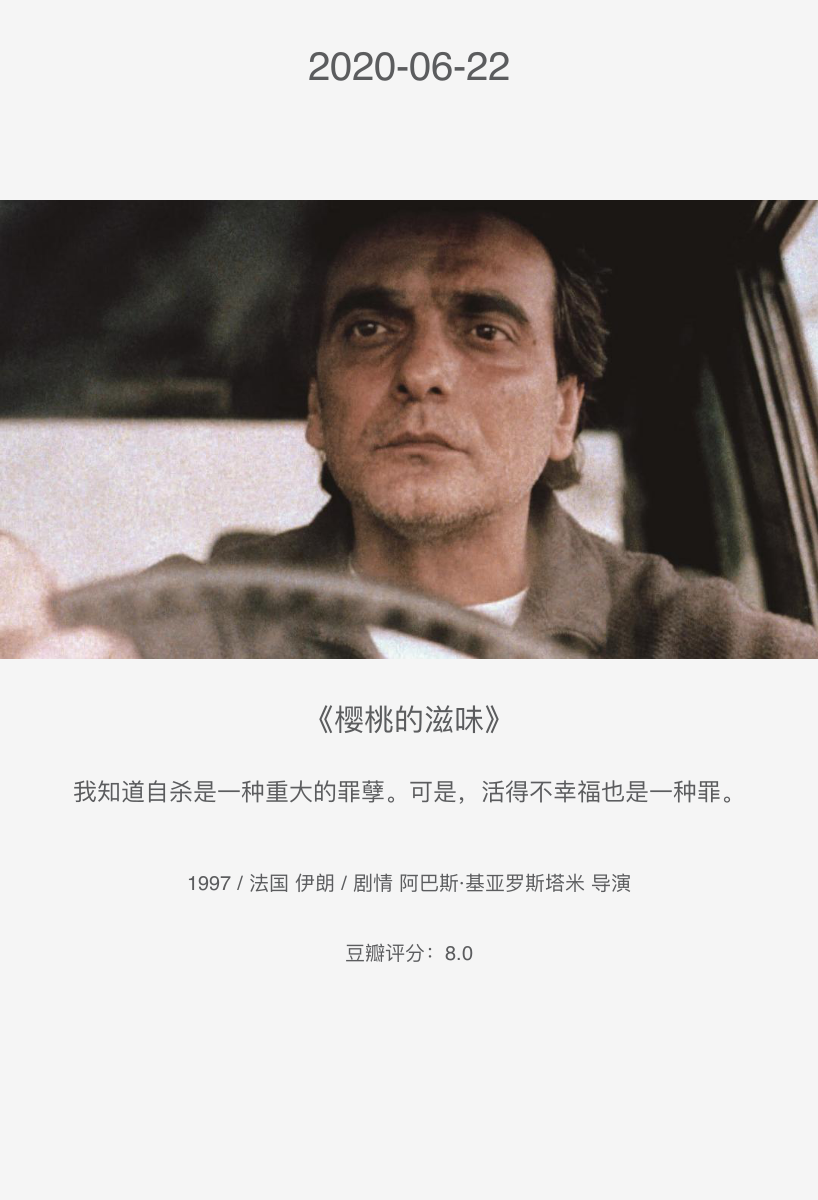 2020-06-22
《樱桃的滋味》
我知道自杀是一种重大的罪孽。可是，活得不幸福也是一种罪。
1997 / 法国 伊朗 / 剧情 阿巴斯·基亚罗斯塔米 导演
豆瓣评分：8.0